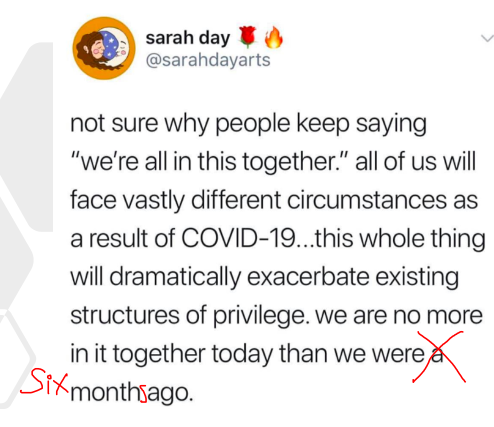 sarah day 🌹 🔥
@sarahdayarts
not sure why people keep saying
"we're all in this together." all of us will
face vastly different circumstances as
a result of COVID-19...this whole thing
will dramatically exacerbate existing
structures of privilege. we are no more
in it together today than we were a
Six months ago.